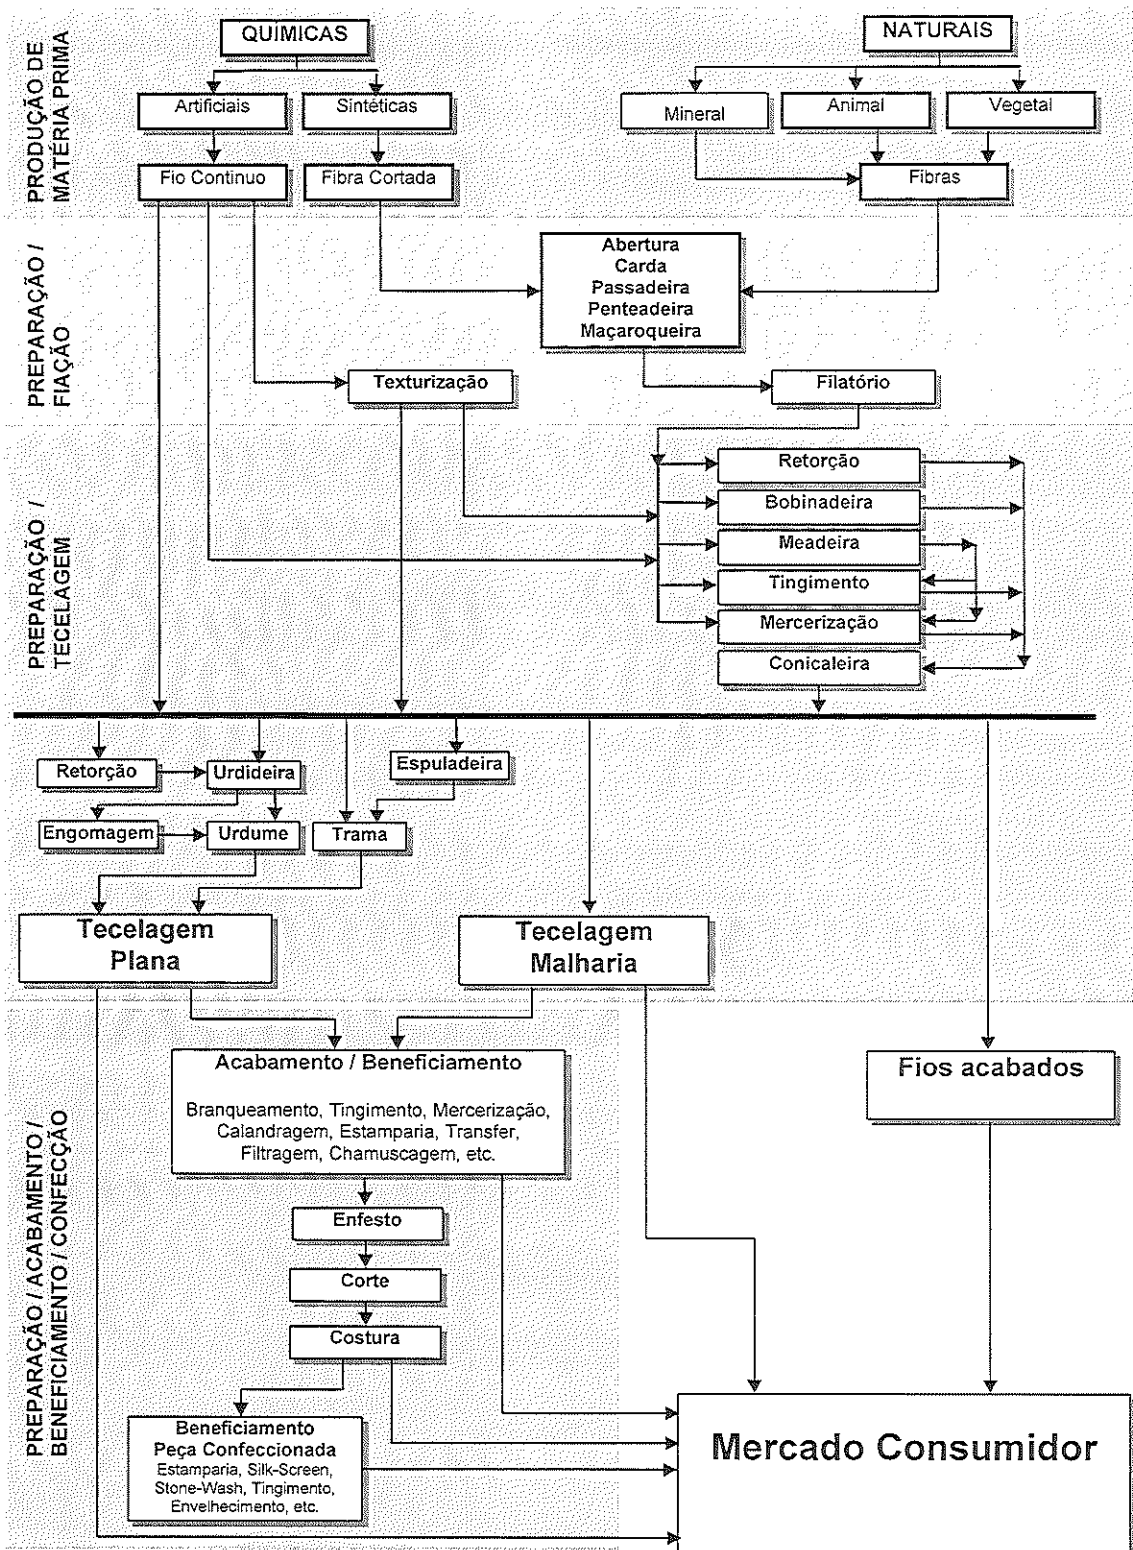 PRODUÇÃO DE
MATÉRIA PRIMA
QUIMICAS
NATURAIS
Artificiais
Sintéticas
Mineral
Animal
Vegetal
Fio Continuo
Fibra Cortada
Fibras
PREPARAÇÃO /
FIAÇÃO
Abertura
Carda
Passadeira
Penteadeira
Maçaroqueira
Texturização
Filatório
PREPARAÇÃO /
TECELAGEM
Retorção
Bobinadeira
Meadeira
Tingimento
Mercerização
Conicaleira
Retorção
Urdideira
Espuladeira
Engomagem
Urdume
Trama
Tecelagem
Plana
Tecelagem
Malharia
PREPARAÇÃO / ACABAMENTO /
BENEFICIAMENTO / CONFECÇÃO
Acabamento / Beneficiamento
Branqueamento, Tingimento, Mercerização,
Calandragem, Estamparia, Transfer,
Filtragem, Chamuscagem, etc.
Fios acabados
Enfesto
Corte
Costura
Beneficiamento
Peça Confeccionada
Estamparia, Silk-Screen,
Stone-Wash, Tingimento,
Envelhecimento, etc.
Mercado Consumidor